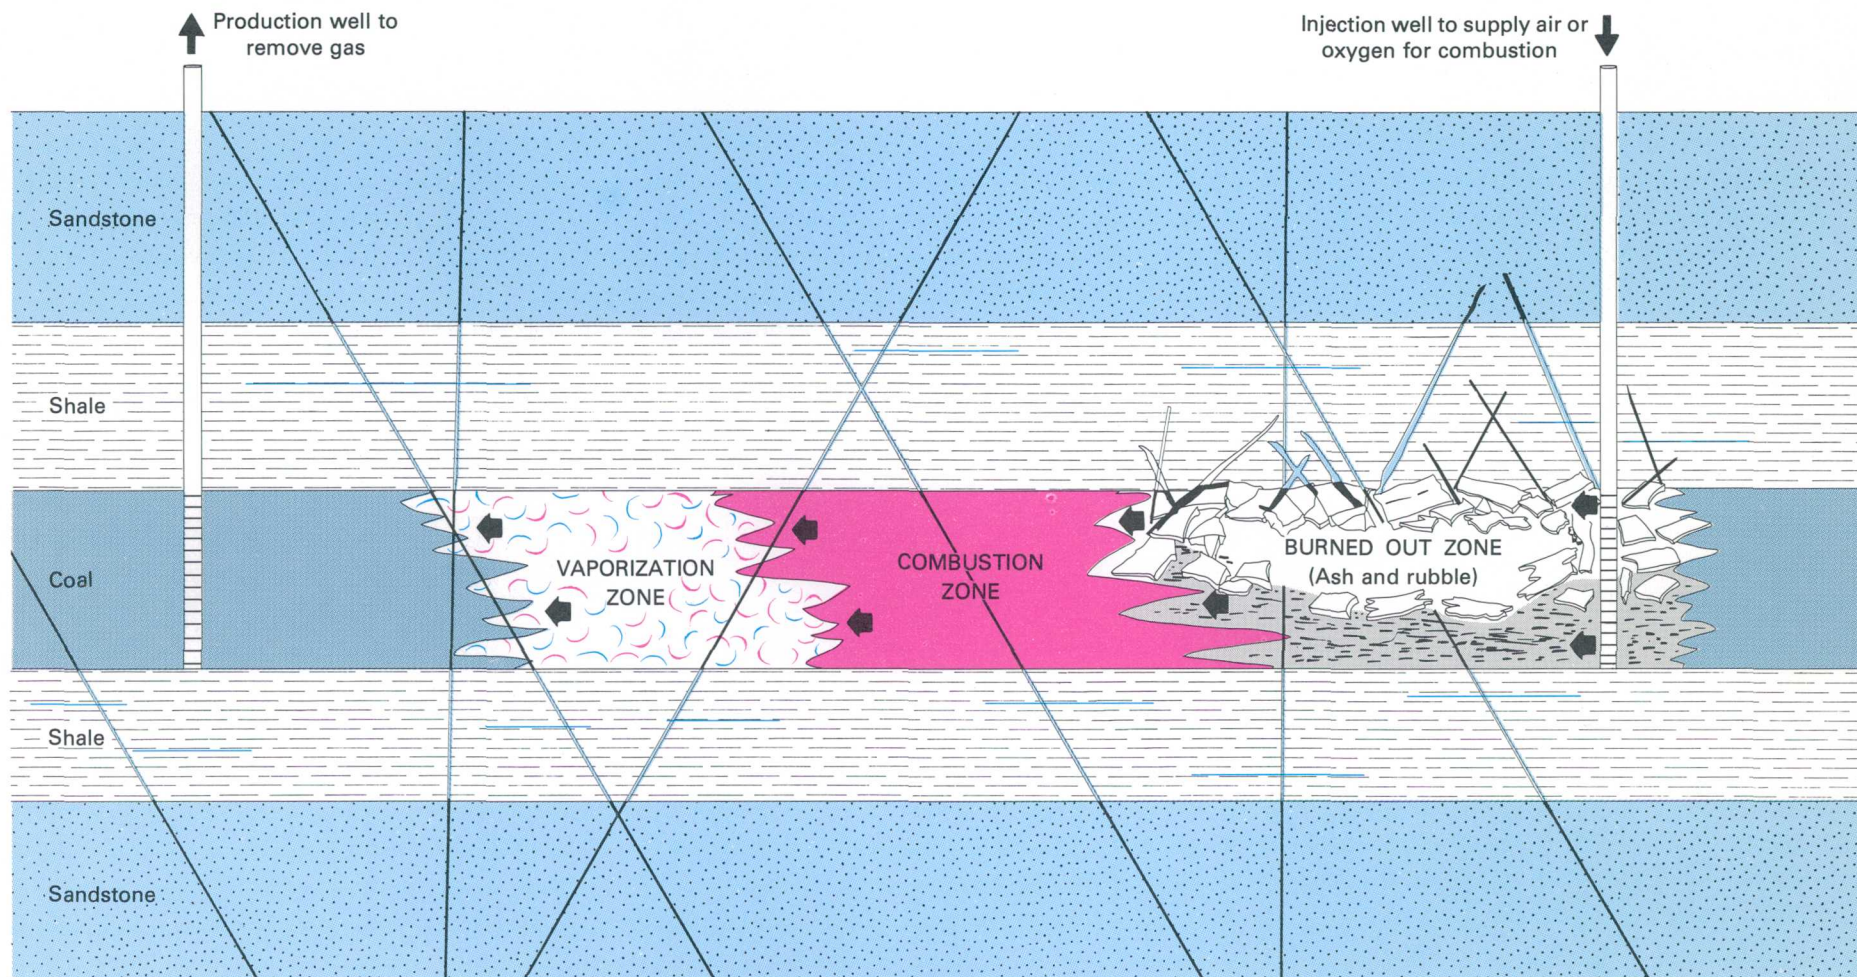 Production well to
remove gas
Injection well to supply air or
oxygen for combustion
Sandstone
Shale
Coal
VAPORIZATION
ZONE
COMBUSTION
ZONE
BURNED OUT ZONE
(Ash and rubble)
Shale
Sandstone